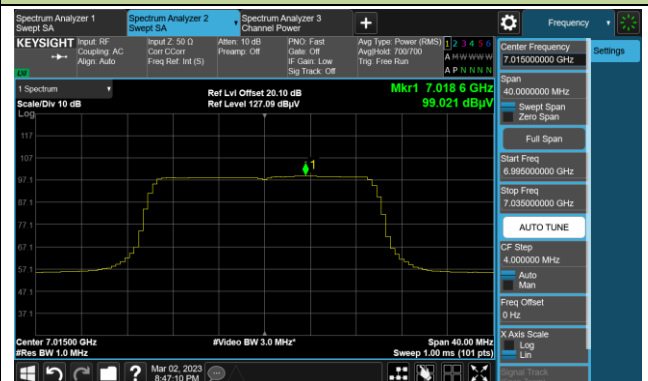 Spectrum Analyzer 1
Swept SA
Spectrum Analyzer 2
Swept SA
Spectrum Analyzer 3
Channel Power
+
Frequency
KEYSIGHT
Input: RF
Coupling: AC
Align: Auto
Input Z: 50 Ω
Corr CCorr
Freq Ref: Int (S)
Atten: 10 dB
Preamp: Off
PNO: Fast
Gate: Off
IF Gain: Low
Sig Track: Off
Avg Type: Power (RMS)
Avg|Hold: 700/700
Trig: Free Run
1 2 3 4 5 6
A W W W W W
A P N N N N
LXI
1 Spectrum
Scale/Div 10 dB
Log
Ref Lvl Offset 20.10 dB
Ref Level 127.09 dBµV
Mkr1 7.018 6 GHz
99.021 dBµV
117
107
97.1
87.1
77.1
67.1
57.1
47.1
37.1
1
Center 7.01500 GHz
#Res BW 1.0 MHz
#Video BW 3.0 MHz*
Span 40.00 MHz
Sweep 1.00 ms (101 pts)
Mar 02, 2023
8:47:10 PM
Settings
Center Frequency
7.015000000 GHz
Span
40.0000000 MHz
Swept Span
Zero Span
Full Span
Start Freq
6.995000000 GHz
Stop Freq
7.035000000 GHz
AUTO TUNE
CF Step
4.000000 MHz
Auto
Man
Freq Offset
0 Hz
X Axis Scale
Log
Lin
Signal Track